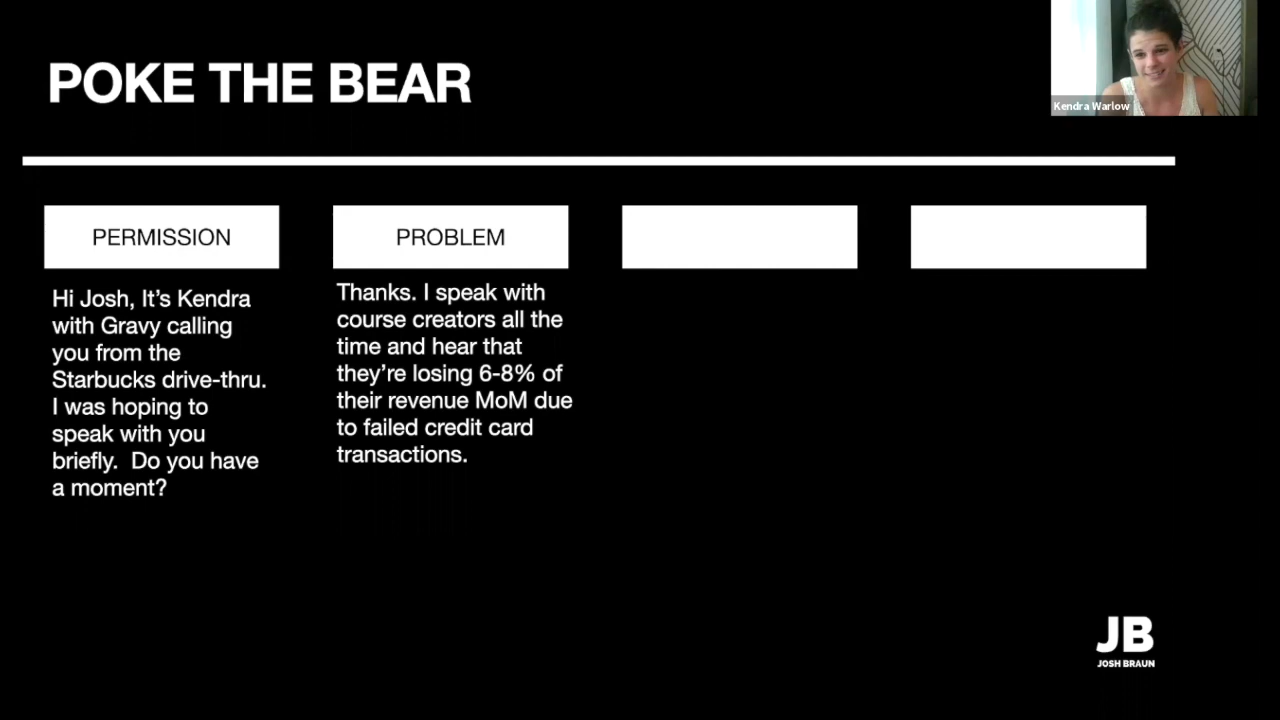 POKE THE BEAR
Kendra Warlow
PERMISSION
Hi Josh, It’s Kendra
with Gravy calling
you from the
Starbucks drive-thru.
I was hoping to
speak with you
briefly.  Do you have
a moment?
PROBLEM
Thanks. I speak with
course creators all the
time and hear that
they’re losing 6-8% of
their revenue MoM due
to failed credit card
transactions.
JB
JOSH BRAUN